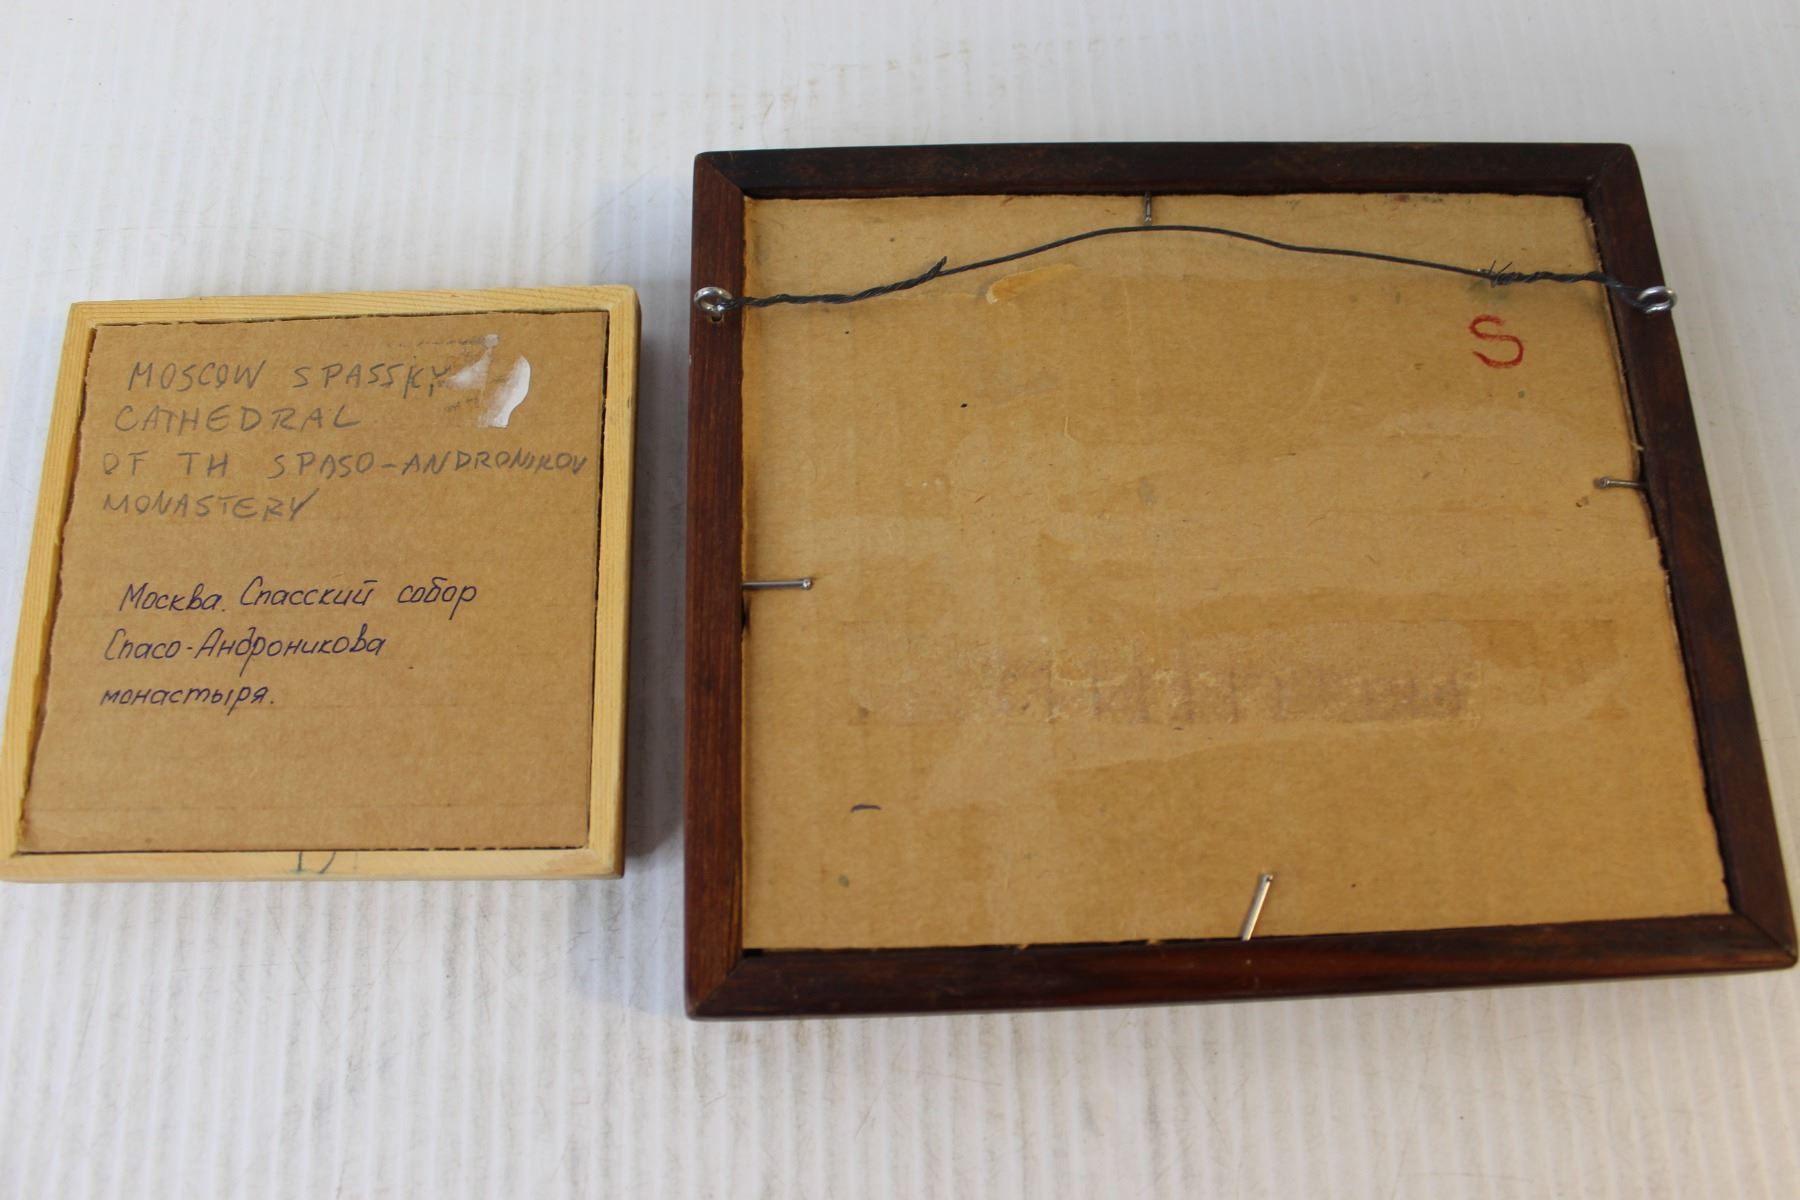 MOSCOW SPASSKY
CATHEDRAL
OF TH SPASO-ANDRONIKOV
MONASTERY
Москва. Спасский собор
Спасо-Андроникова
монастыря.
S